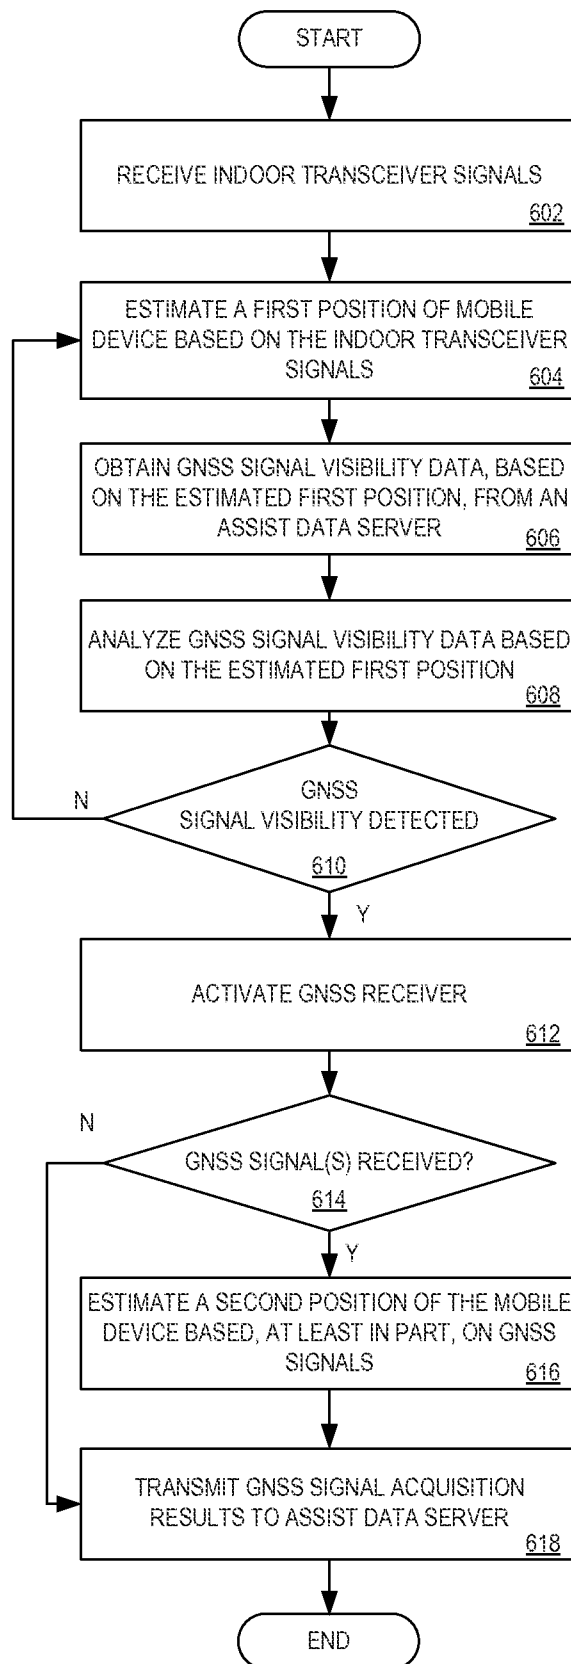 START
RECEIVE INDOOR TRANSCEIVER SIGNALS
602
ESTIMATE A FIRST POSITION OF MOBILE
DEVICE BASED ON THE INDOOR TRANSCEIVER
SIGNALS
604
OBTAIN GNSS SIGNAL VISIBILITY DATA, BASED
ON THE ESTIMATED FIRST POSITION, FROM AN
ASSIST DATA SERVER
606
ANALYZE GNSS SIGNAL VISIBILITY DATA BASED
ON THE ESTIMATED FIRST POSITION
608
GNSS
SIGNAL VISIBILITY DETECTED
610
N
Y
ACTIVATE GNSS RECEIVER
612
N
GNSS SIGNAL(S) RECEIVED?
614
Y
ESTIMATE A SECOND POSITION OF THE MOBILE
DEVICE BASED, AT LEAST IN PART, ON GNSS
SIGNALS
616
TRANSMIT GNSS SIGNAL ACQUISITION
RESULTS TO ASSIST DATA SERVER
618
END